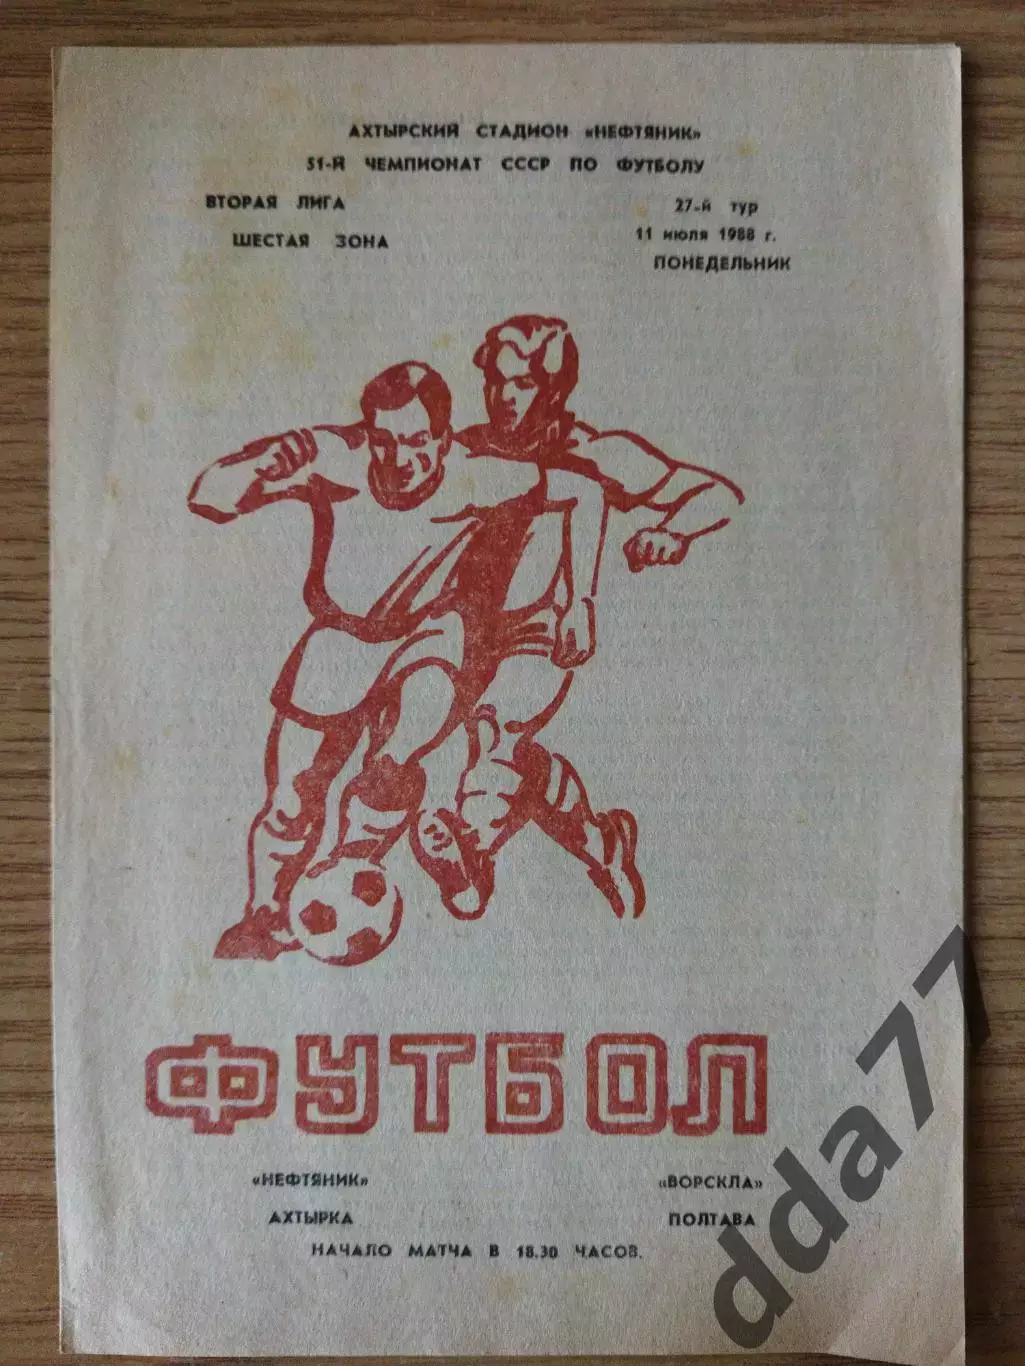 АХТЫРСКИЙ СТАДИОН «НЕФТЯНИК»
51-Й ЧЕМПИОНАТ СССР ПО ФУТБОЛУ
ВТОРАЯ ЛИГА
ШЕСТАЯ ЗОНА
27-й тур
11 июля 1988 г.
ПОНЕДЕЛЬНИК
ФУТБОЛ
«НЕФТЯНИК»
АХТЫРКА
«ВОРСКЛА»
ПОЛТАВА
НАЧАЛО МАТЧА В 18.30 ЧАСОВ.
dda77